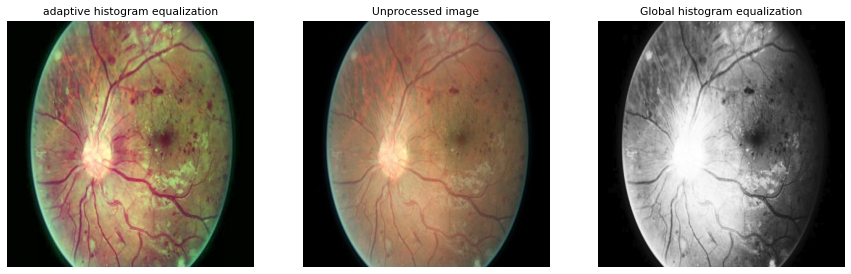 adaptive histogram equalization
Unprocessed image
Global histogram equalization